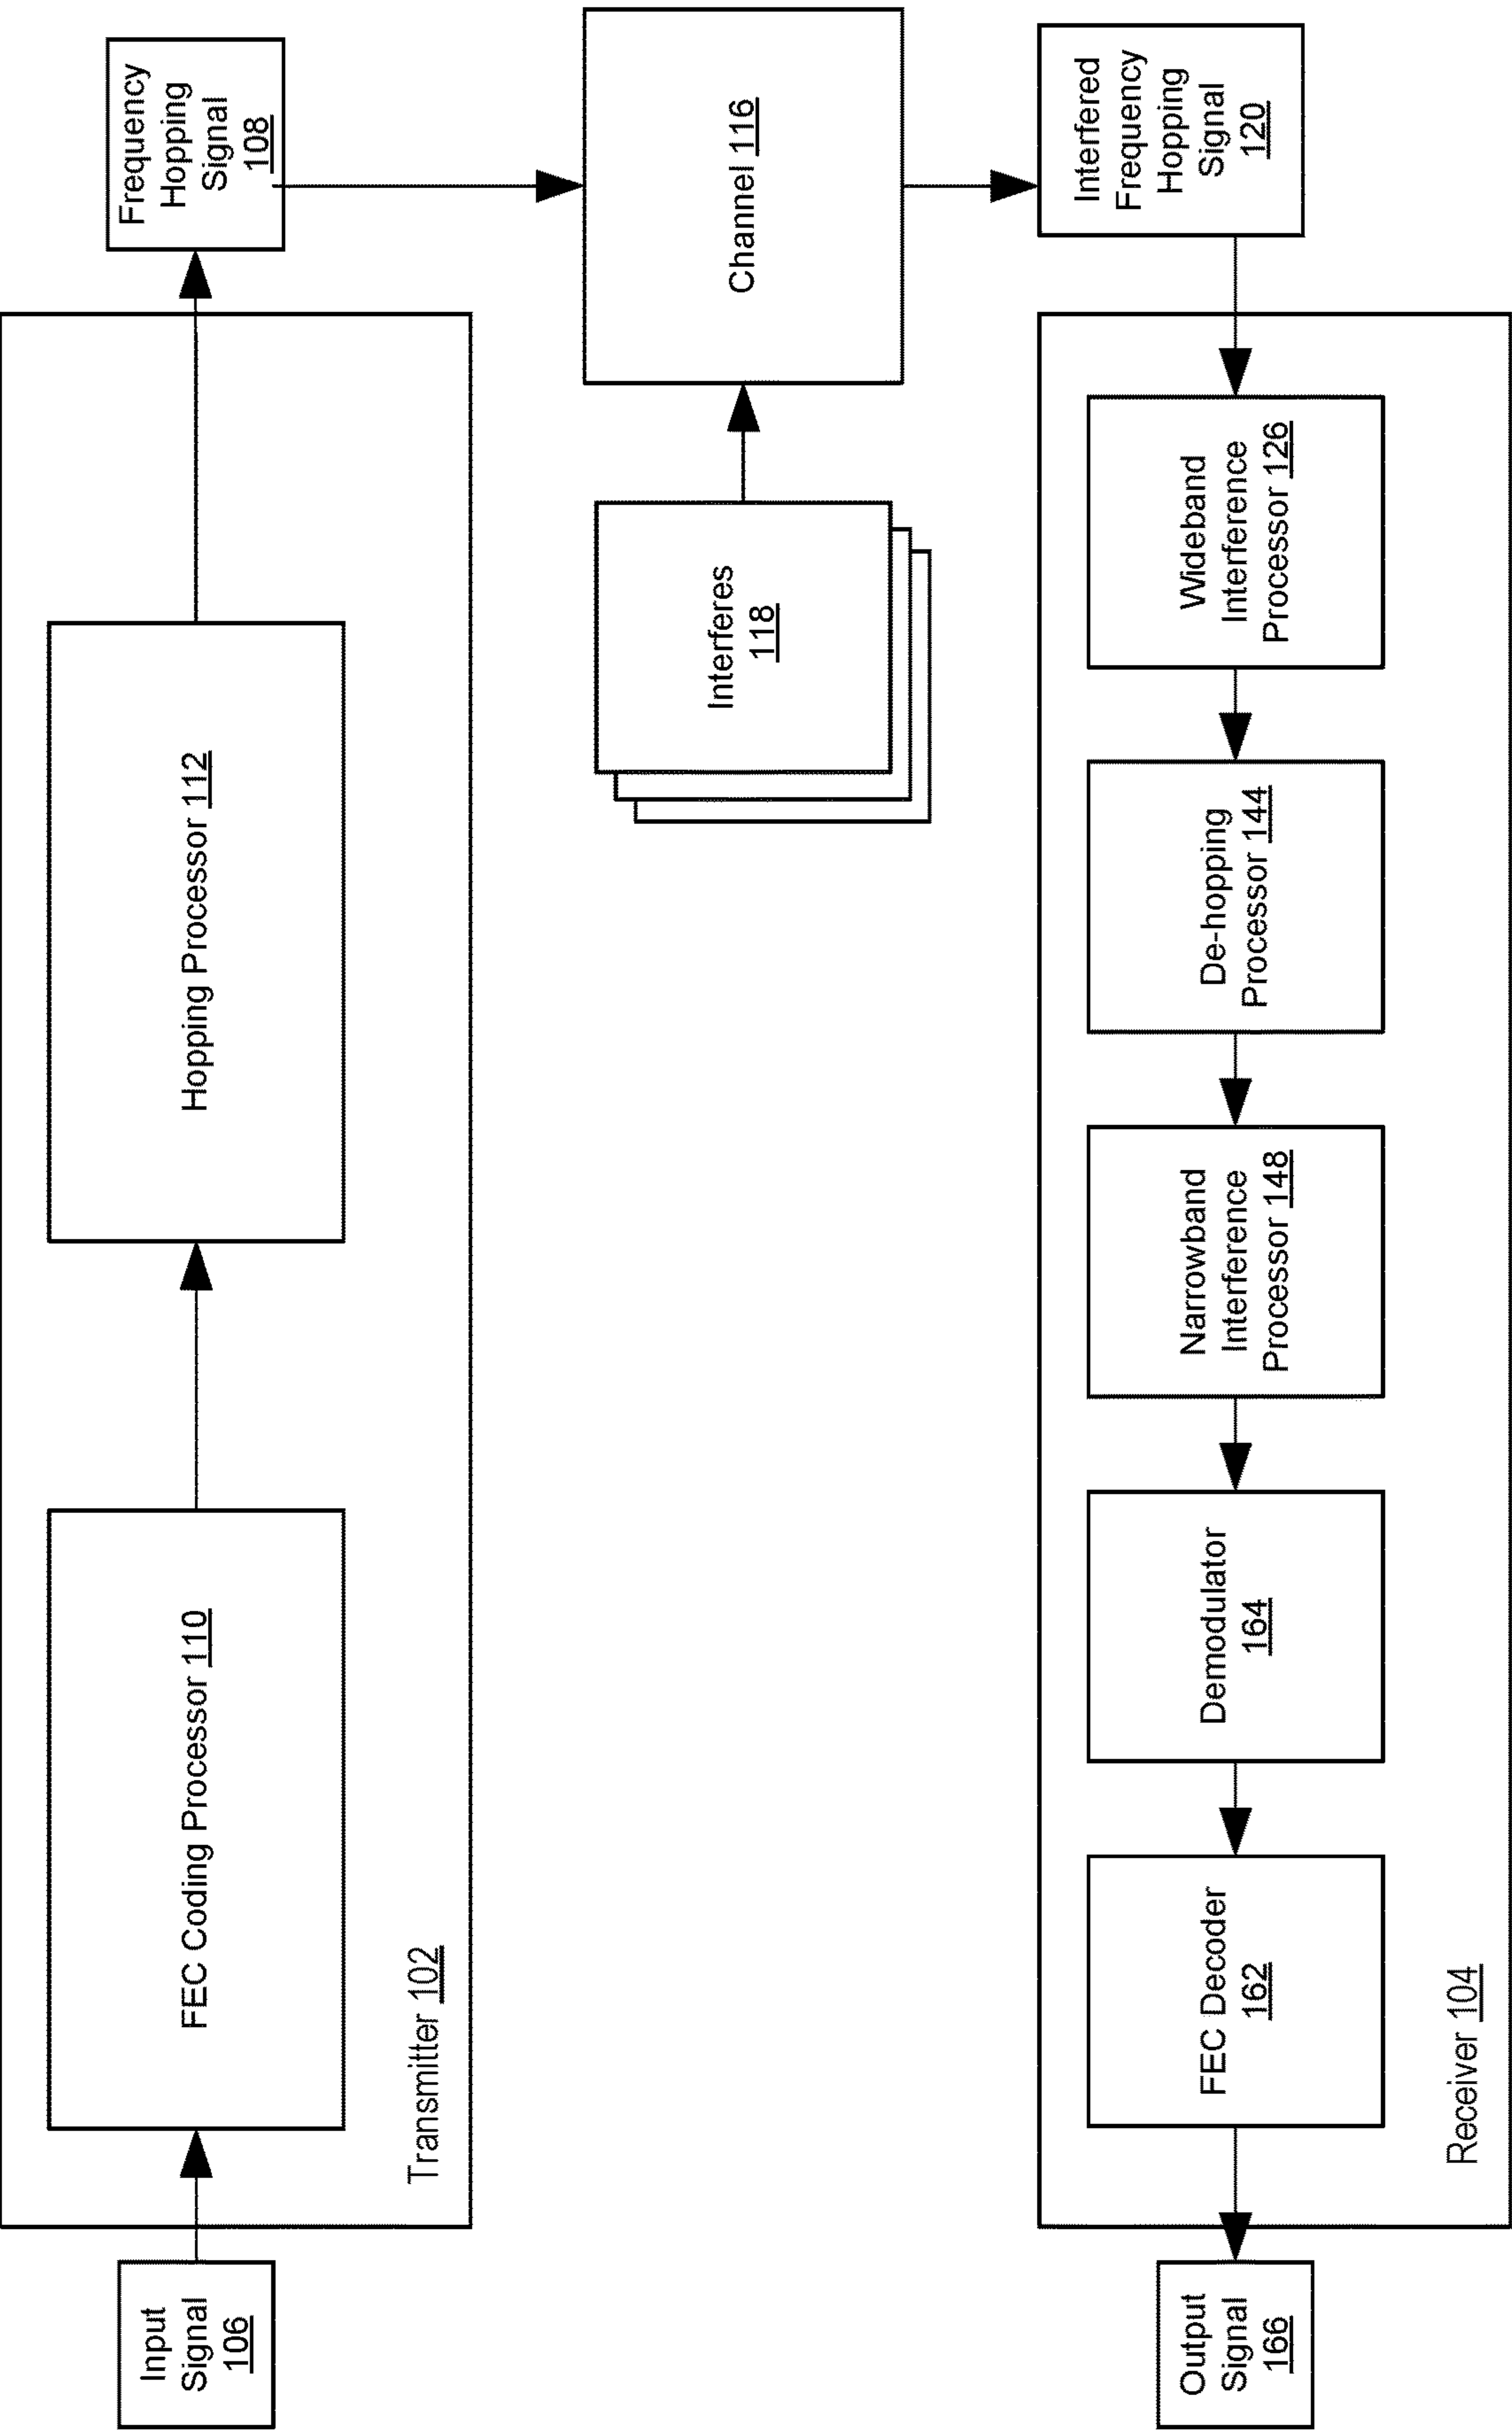 Input
Signal
106
FEC Coding Processor 110
Hopping Processor 112
Transmitter 102
Frequency
Hopping
Signal
108
Interferes
118
Channel 116
Interfered
Frequency
Hopping
Signal
120
Output
Signal
166
FEC Decoder
162
Demodulator
164
Narrowband
Interference
Processor 148
De-hopping
Processor 144
Wideband
Interference
Processor 126
Receiver 104